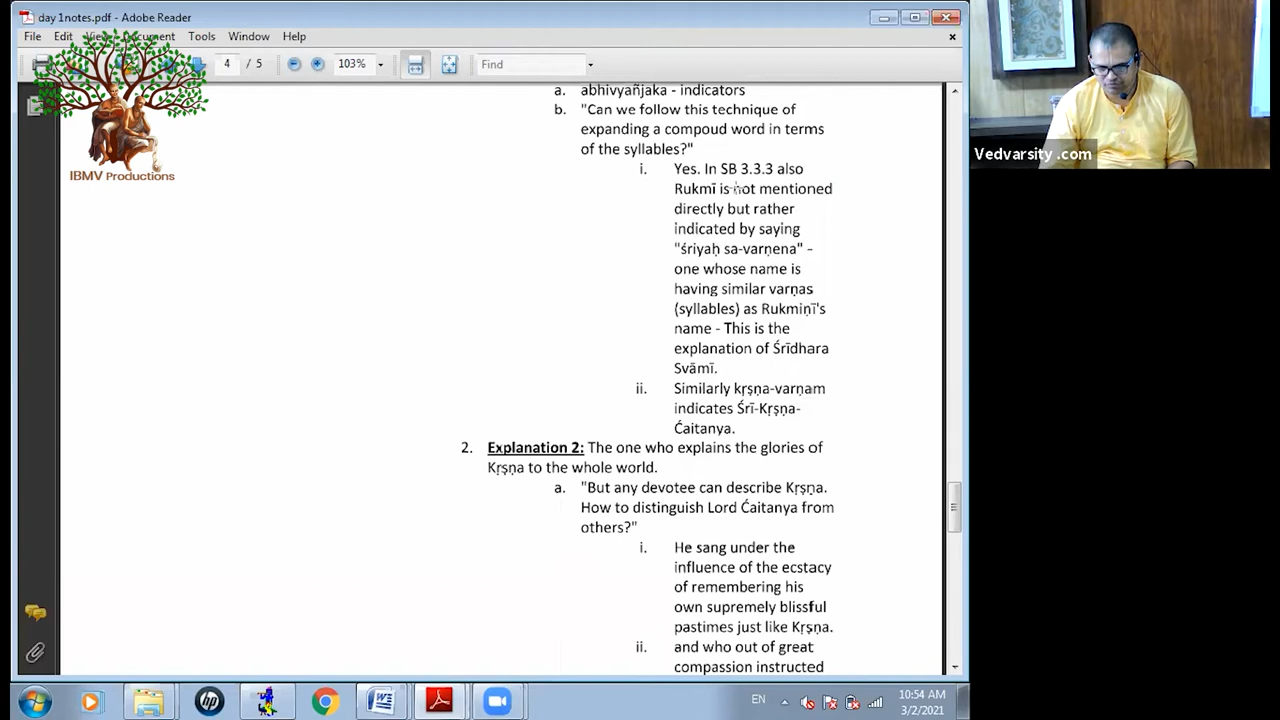 day 1notes.pdf - Adobe Reader
File Edit View Document Tools Window Help
4 / 5 103% Find
a. abhivyañjaka - indicators
b. "Can we follow this technique of
expanding a compoud word in terms
of the syllables?"
i. Yes. In SB 3.3.3 also
Rukmī is not mentioned
directly but rather
indicated by saying
"śriyaḥ sa-varṇena" -
one whose name is
having similar varṇas
(syllables) as Rukmiṇī's
name - This is the
explanation of Śrīdhara
Svāmī.
ii. Similarly kṛṣṇa-varṇam
indicates Śrī-Kṛṣṇa-
Ćaitanya.
2. Explanation 2: The one who explains the glories of
Kṛṣṇa to the whole world.
a. "But any devotee can describe Kṛṣṇa.
How to distinguish Lord Ćaitanya from
others?"
i. He sang under the
influence of the ecstacy
of remembering his
own supremely blissful
pastimes just like Kṛṣṇa.
ii. and who out of great
compassion instructed
IBMV Productions
Vedvarsity .com
EN
10:54 AM
3/2/2021